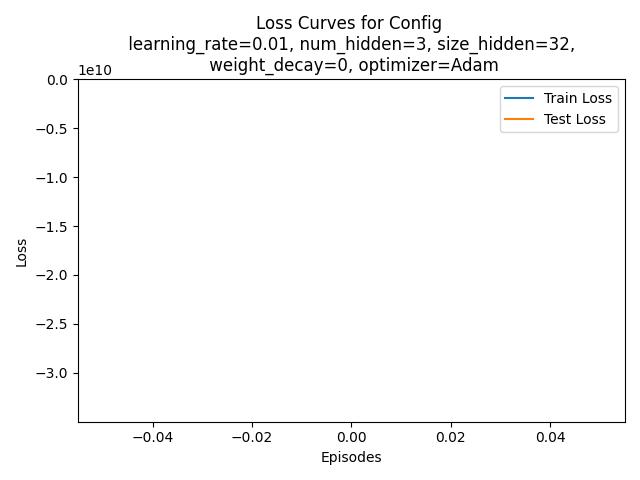 Loss Curves for Config
learning_rate=0.01, num_hidden=3, size_hidden=32,
weight_decay=0, optimizer=Adam
1e10
0.0
−0.5
−1.0
−1.5
−2.0
−2.5
−3.0
Loss
Train Loss
Test Loss
−0.04 −0.02 0.00 0.02 0.04
Episodes